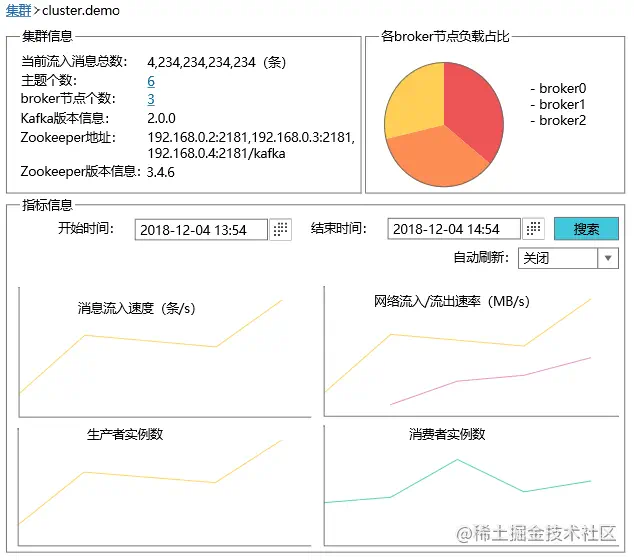 集群>cluster.demo
集群信息
当前流入消息总数: 4,234,234,234,234（条）
主题个数: 6
broker节点个数: 3
Kafka版本信息: 2.0.0
Zookeeper地址: 192.168.0.2:2181,192.168.0.3:2181,
192.168.0.4:2181/kafka
Zookeeper版本信息: 3.4.6
各broker节点负载占比
- broker0
- broker1
- broker2
指标信息
开始时间: 2018-12-04 13:54 结束时间: 2018-12-04 14:54 搜索
自动刷新: 关闭
消息流入速度（条/s）
网络流入/流出速率（MB/s）
生产者实例数
消费者实例数
@稀土掘金技术社区